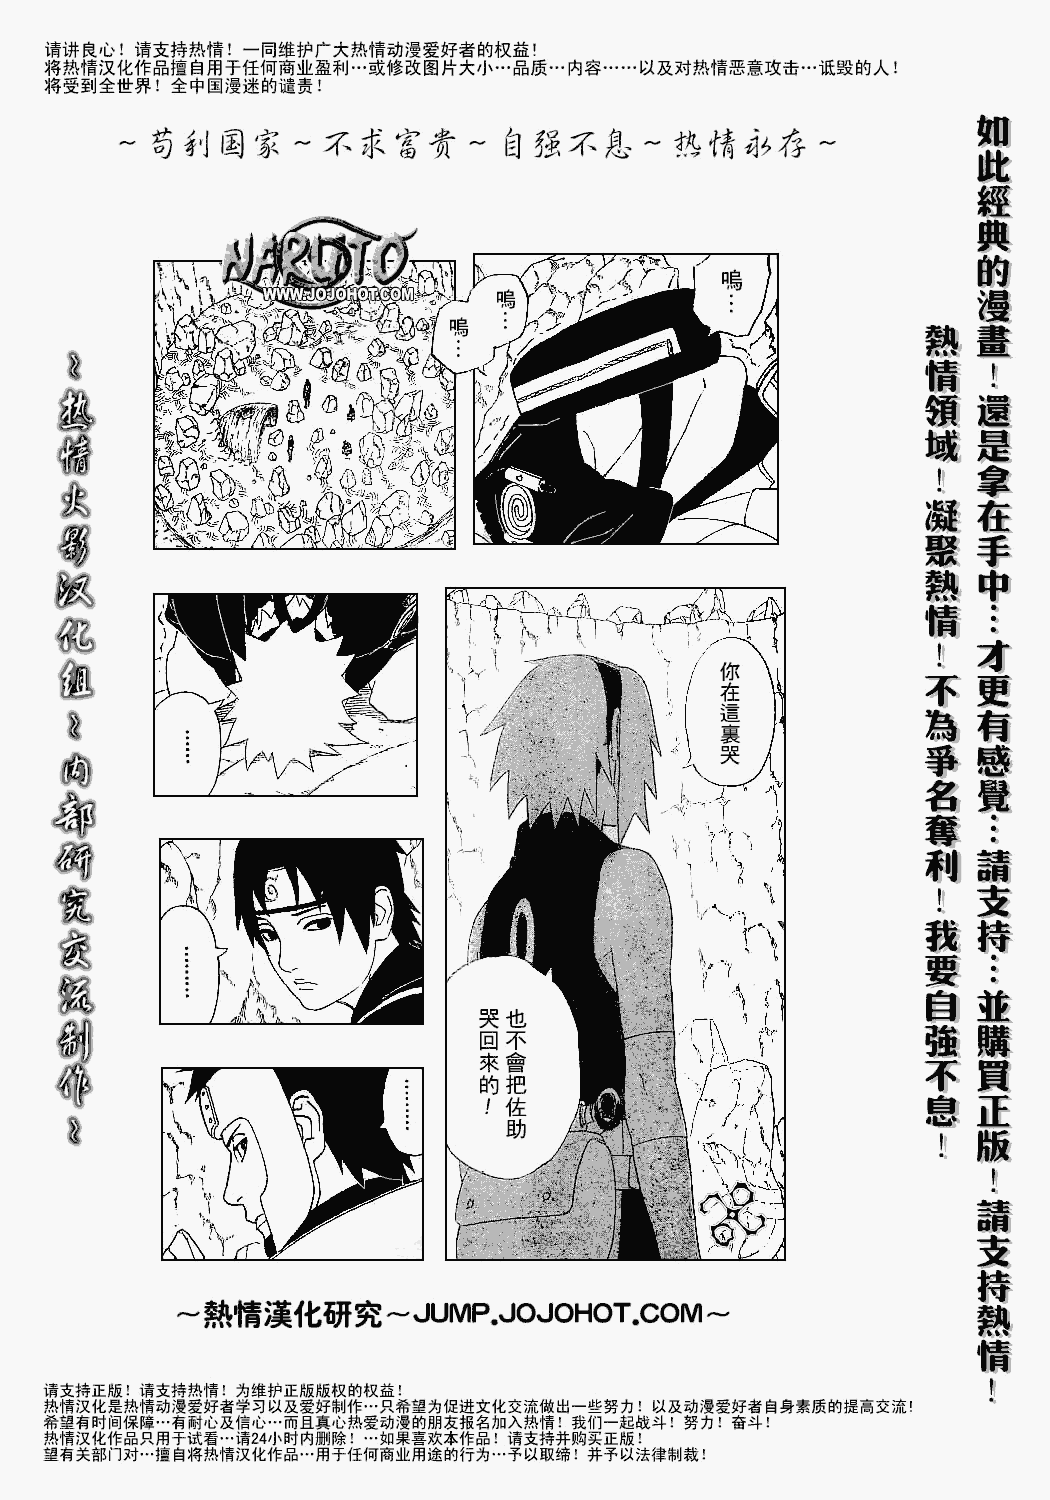 请讲良心！请支持热情！一同维护广大热情动漫爱好者的权益！
将热情汉化作品擅自用于任何商业盈利…或修改图片大小…品质…内容……以及对热情恶意攻击…诋毁的人！
将受到全世界！全中国漫迷的谴责！
～苟利国家～不求富贵～自强不息～热情永存～
如此經典的漫畫！還是拿在手中…才更有感覺…請支持…並購買正版！請支持熱情！
熱情領域！凝聚熱情！不為爭名奪利！我要自強不息！
～热情火影汉化组～内部研究交流制作～
NARUTO
WWW.JOJOHOT.COM
嗚…
嗚…
嗚…
你在這裏哭
也不會把佐助
哭回來的！
………
………
………
～熱情漢化研究～JUMP.JOJOHOT.COM～
请支持正版！请支持热情！为维护正版版权的权益！
热情汉化是热情动漫爱好者学习以及爱好制作…只希望为促进文化交流做出一些努力！以及动漫爱好者自身素质的提高交流！
希望有时间保障…有耐心及信心…而且真心热爱动漫的朋友报名加入热情！我们一起战斗！努力！奋斗！
热情汉化作品只用于试看…请24小时内删除！…如果喜欢本作品！请支持并购买正版！
望有关部门对…擅自将热情汉化作品…用于任何商业用途的行为…予以取缔！并予以法律制裁！